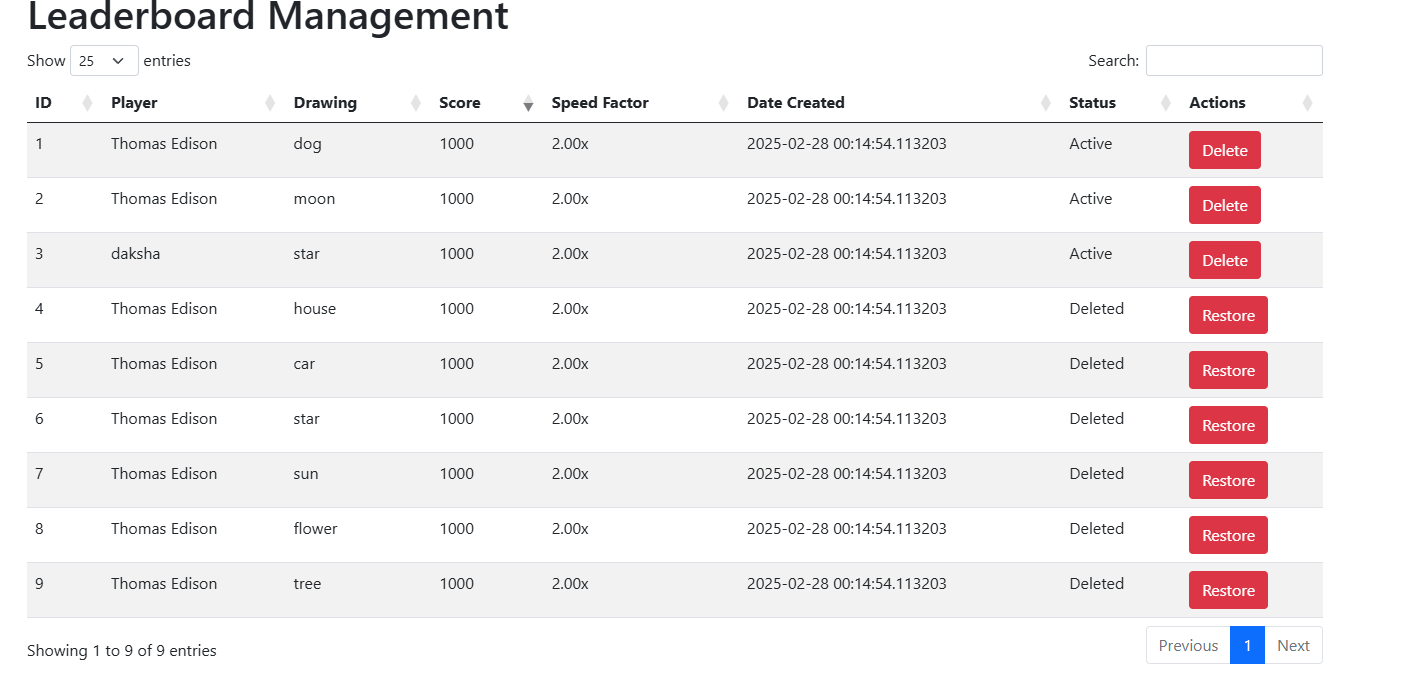 Leaderboard Management
Show 25 entries Search:
ID Player Drawing Score Speed Factor Date Created Status Actions
1 Thomas Edison dog 1000 2.00x 2025-02-28 00:14:54.113203 Active Delete
2 Thomas Edison moon 1000 2.00x 2025-02-28 00:14:54.113203 Active Delete
3 daksha star 1000 2.00x 2025-02-28 00:14:54.113203 Active Delete
4 Thomas Edison house 1000 2.00x 2025-02-28 00:14:54.113203 Deleted Restore
5 Thomas Edison car 1000 2.00x 2025-02-28 00:14:54.113203 Deleted Restore
6 Thomas Edison star 1000 2.00x 2025-02-28 00:14:54.113203 Deleted Restore
7 Thomas Edison sun 1000 2.00x 2025-02-28 00:14:54.113203 Deleted Restore
8 Thomas Edison flower 1000 2.00x 2025-02-28 00:14:54.113203 Deleted Restore
9 Thomas Edison tree 1000 2.00x 2025-02-28 00:14:54.113203 Deleted Restore
Showing 1 to 9 of 9 entries Previous 1 Next